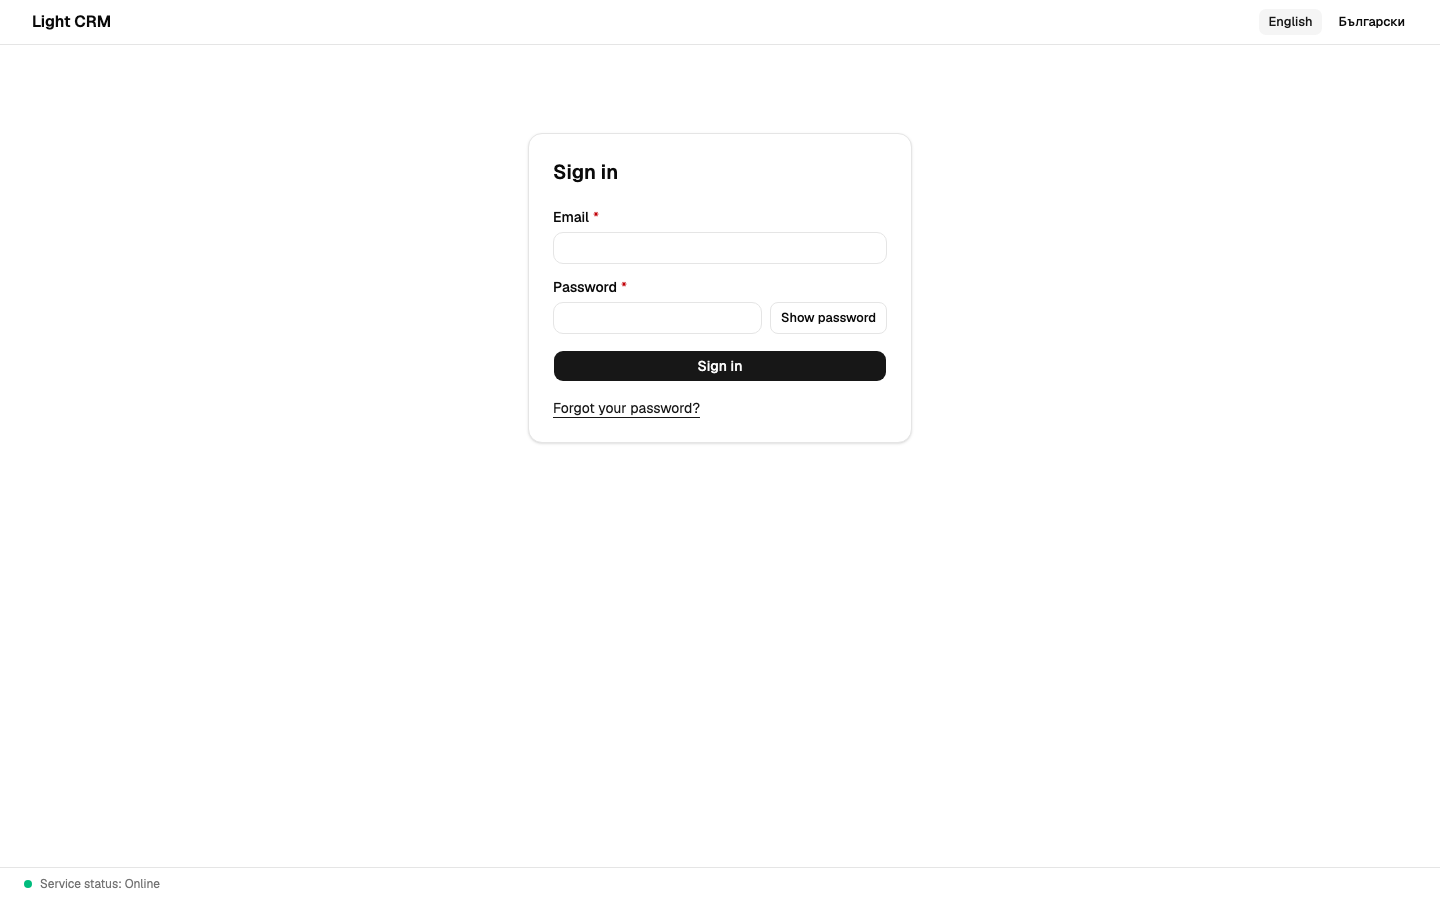 Light CRM
English Български
Sign in
Email *
Password *
Show password
Sign in
Forgot your password?
Service status: Online